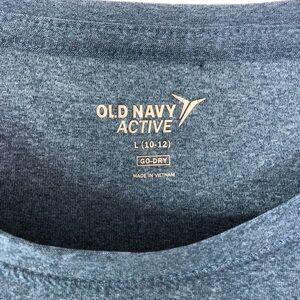 OLD NAVY
ACTIVE
L (10-12)
GO-DRY
MADE IN VIETNAM